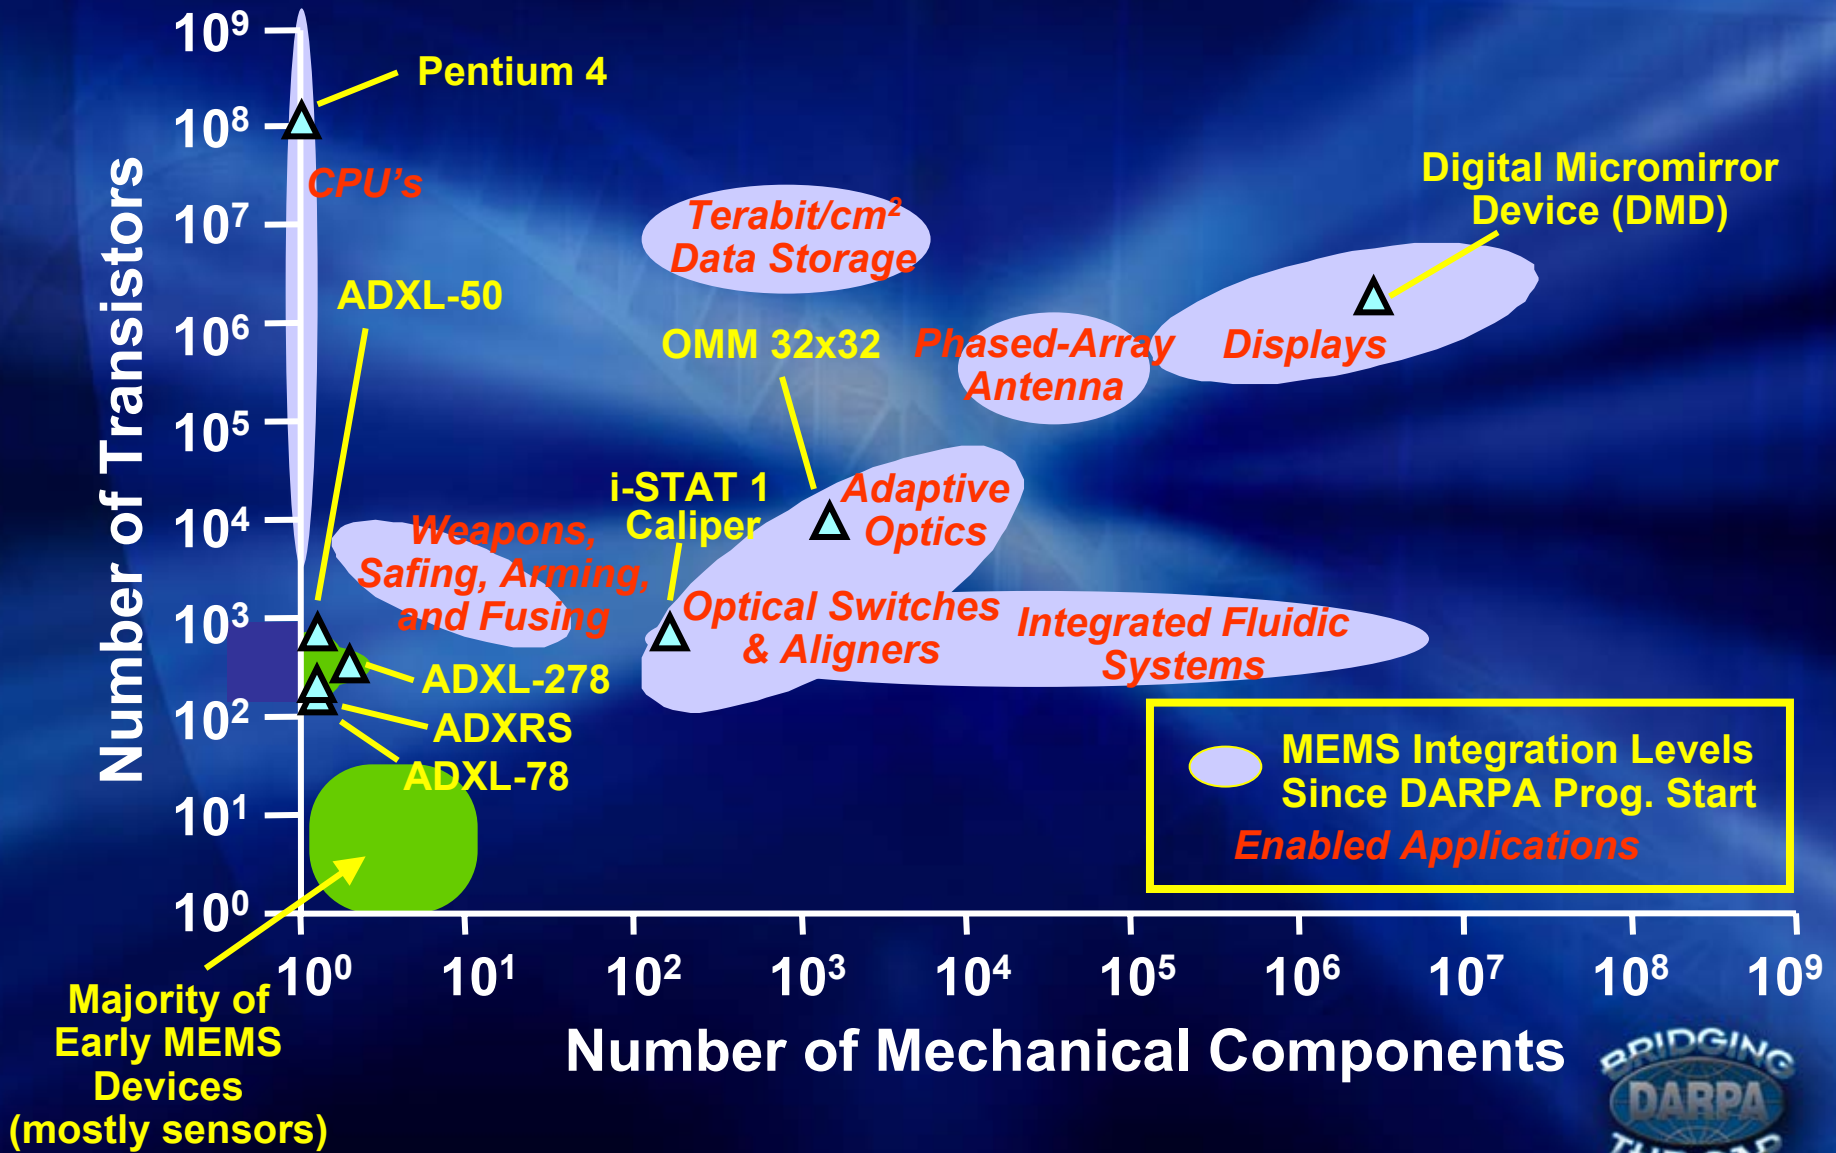 10⁹
10⁸
10⁷
10⁶
10⁵
10⁴
10³
10²
10¹
10⁰
Number of Transistors
Pentium 4
CPU's
ADXL-50
Terabit/cm²
Data Storage
Digital Micromirror
Device (DMD)
OMM 32x32
Phased-Array
Antenna
Displays
i-STAT 1
Caliper
Adaptive
Optics
Weapons,
Safing, Arming,
and Fusing
Optical Switches
& Aligners
Integrated Fluidic
Systems
ADXL-278
ADXRS
ADXL-78
MEMS Integration Levels
Since DARPA Prog. Start
Enabled Applications
10⁰ 10¹ 10² 10³ 10⁴ 10⁵ 10⁶ 10⁷ 10⁸ 10⁹
Number of Mechanical Components
Majority of
Early MEMS
Devices
(mostly sensors)
BRIDGING
DARPA